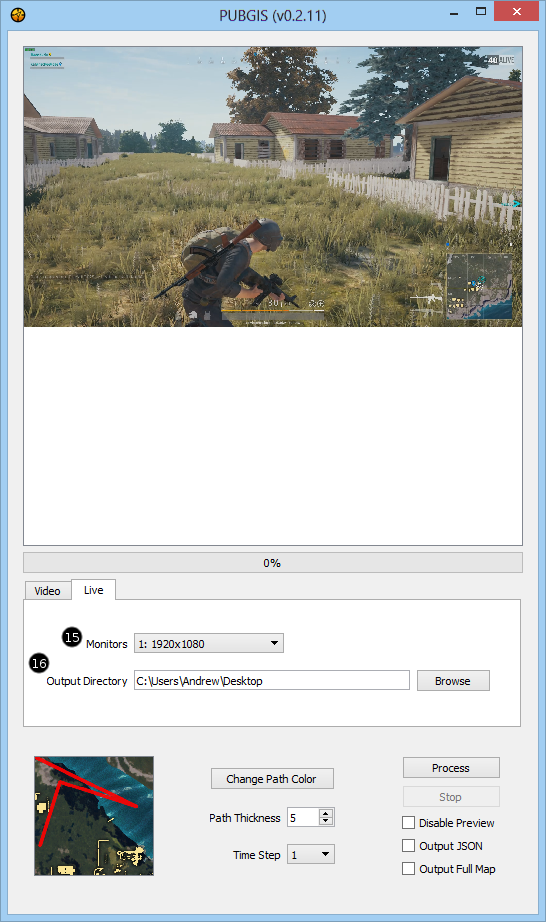 PUBGIS (v0.2.11)
40 ALIVE
0%
Video
Live
15
Monitors
1: 1920x1080
16
Output Directory
C:\Users\Andrew\Desktop
Browse
Change Path Color
Process
Stop
Path Thickness
5
Disable Preview
Time Step
1
Output JSON
Output Full Map